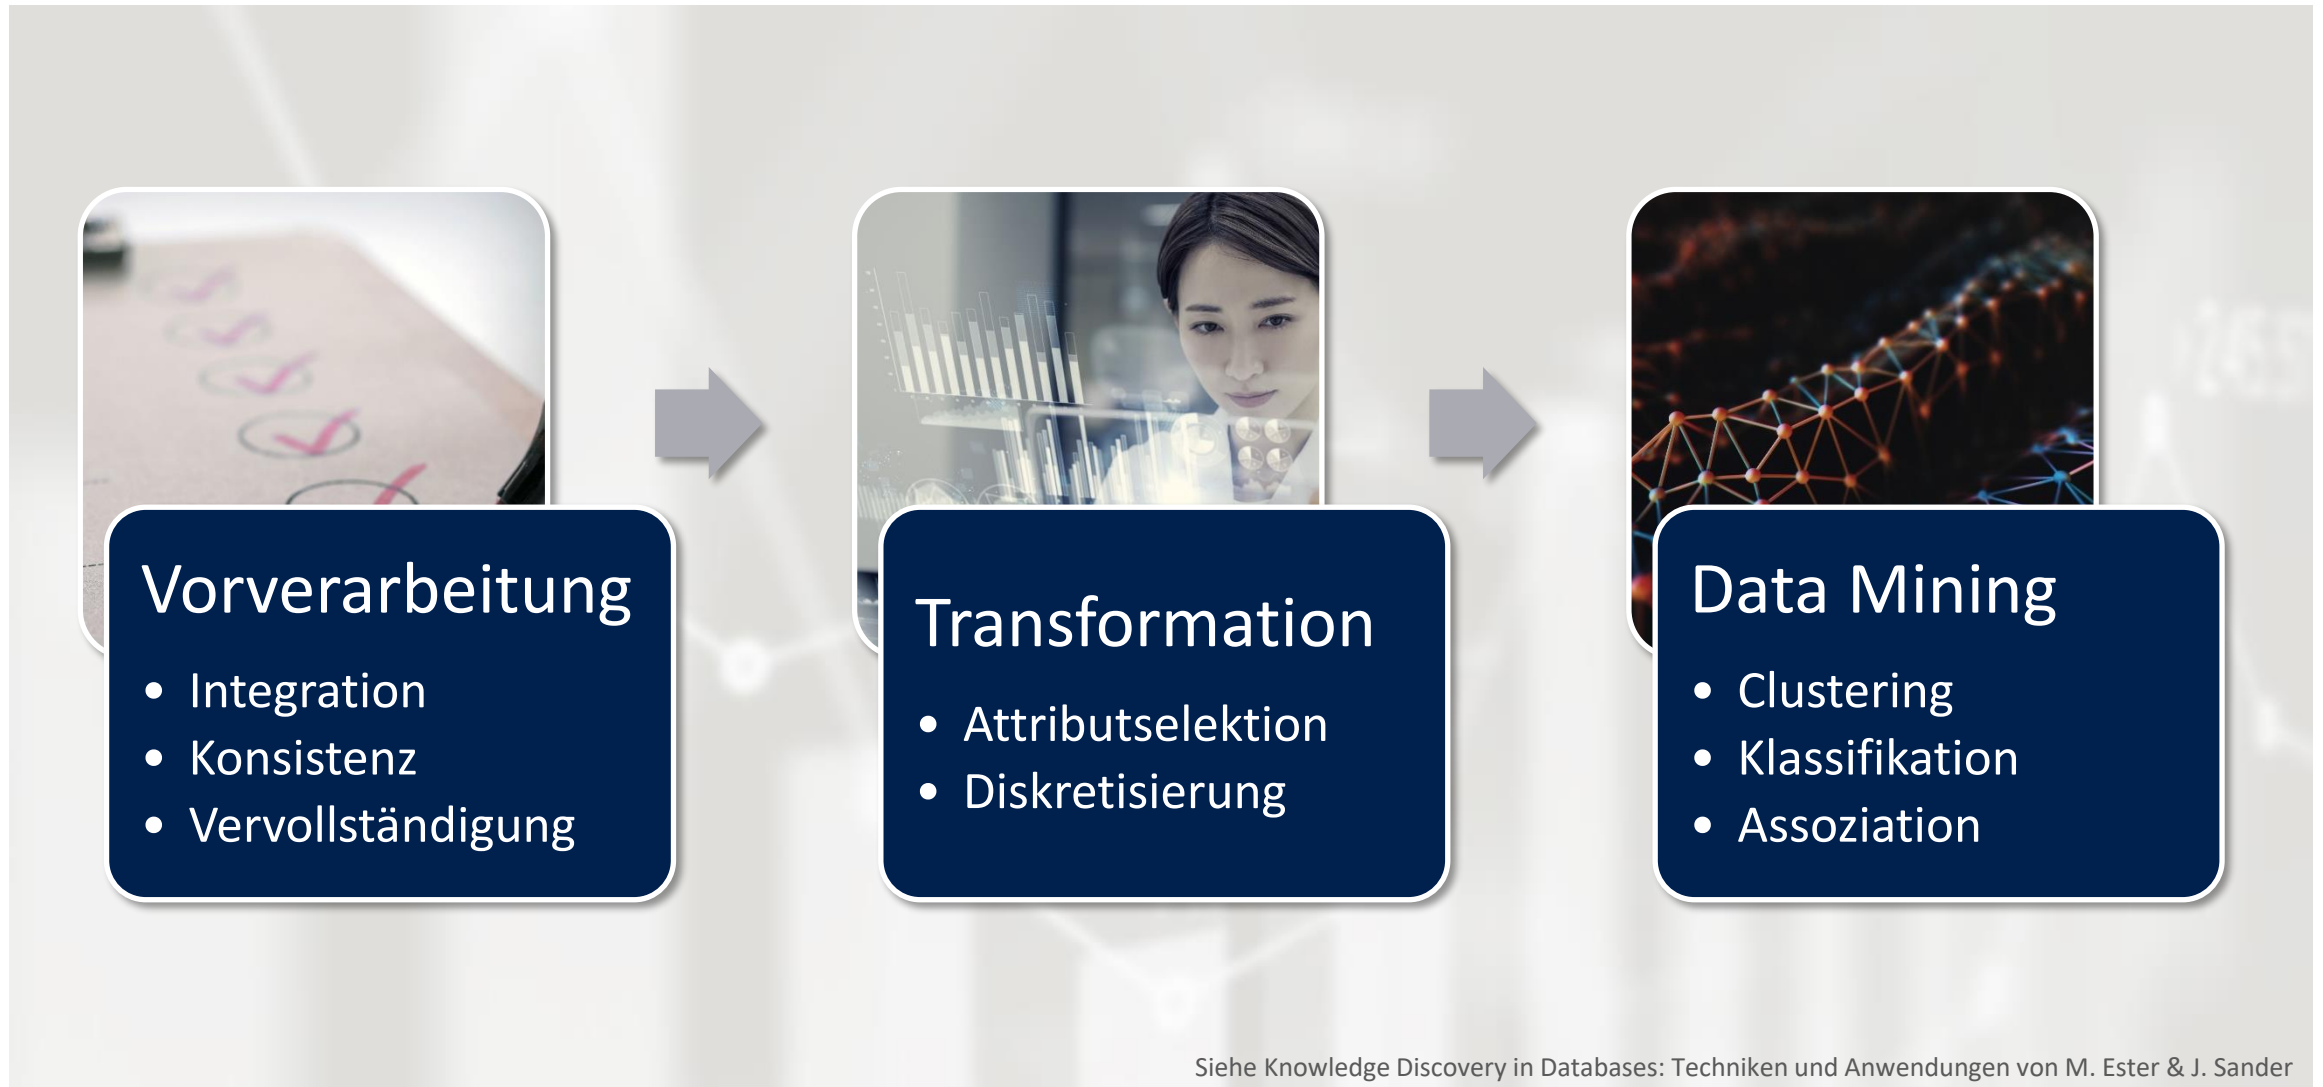 Vorverarbeitung
• Integration
• Konsistenz
• Vervollständigung
Transformation
• Attributselektion
• Diskretisierung
Data Mining
• Clustering
• Klassifikation
• Assoziation
Siehe Knowledge Discovery in Databases: Techniken und Anwendungen von M. Ester & J. Sander